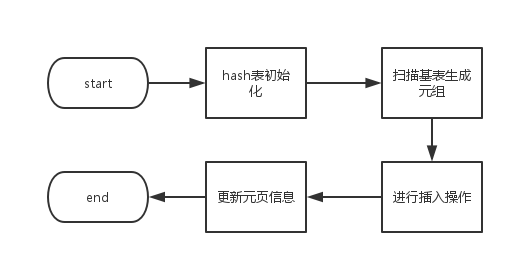 start
hash表初始
化
扫描基表生成
元组
进行插入操作
更新元页信息
end